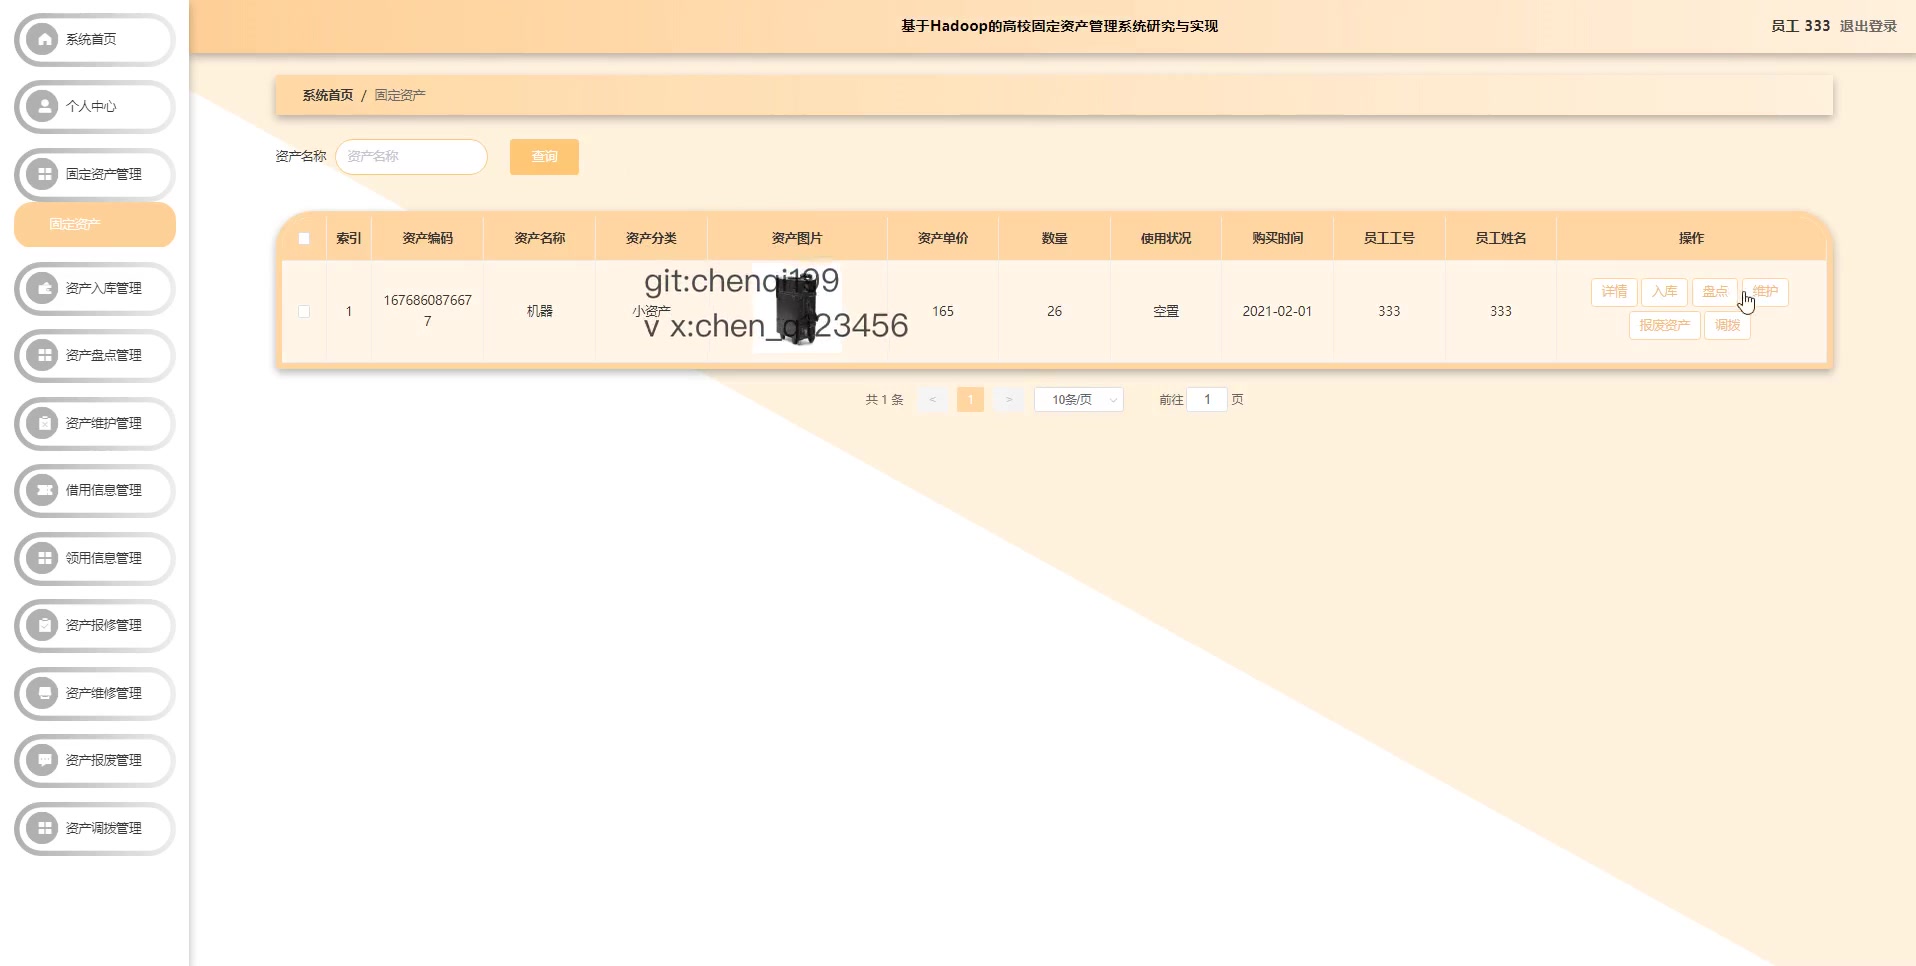 基于Hadoop的高校固定资产管理系统研究与实现
员工 333 退出登录
系统首页
个人中心
固定资产管理
固定资产
资产入库管理
资产盘点管理
资产维护管理
借用信息管理
领用信息管理
资产报修管理
资产维修管理
资产报废管理
资产调拨管理
系统首页 / 固定资产
资产名称 资产名称 查询
索引 资产编码 资产名称 资产分类 资产图片 资产单价 数量 使用状况 购买时间 员工工号 员工姓名 操作
1 167686087667 机器 小资产 165 26 空置 2021-02-01 333 333 详情 入库 盘点 维护
7 报废资产 调拨
git:chenqi199
v x:chen_qi23456
共 1 条 < 1 > 10条/页 前往 1 页